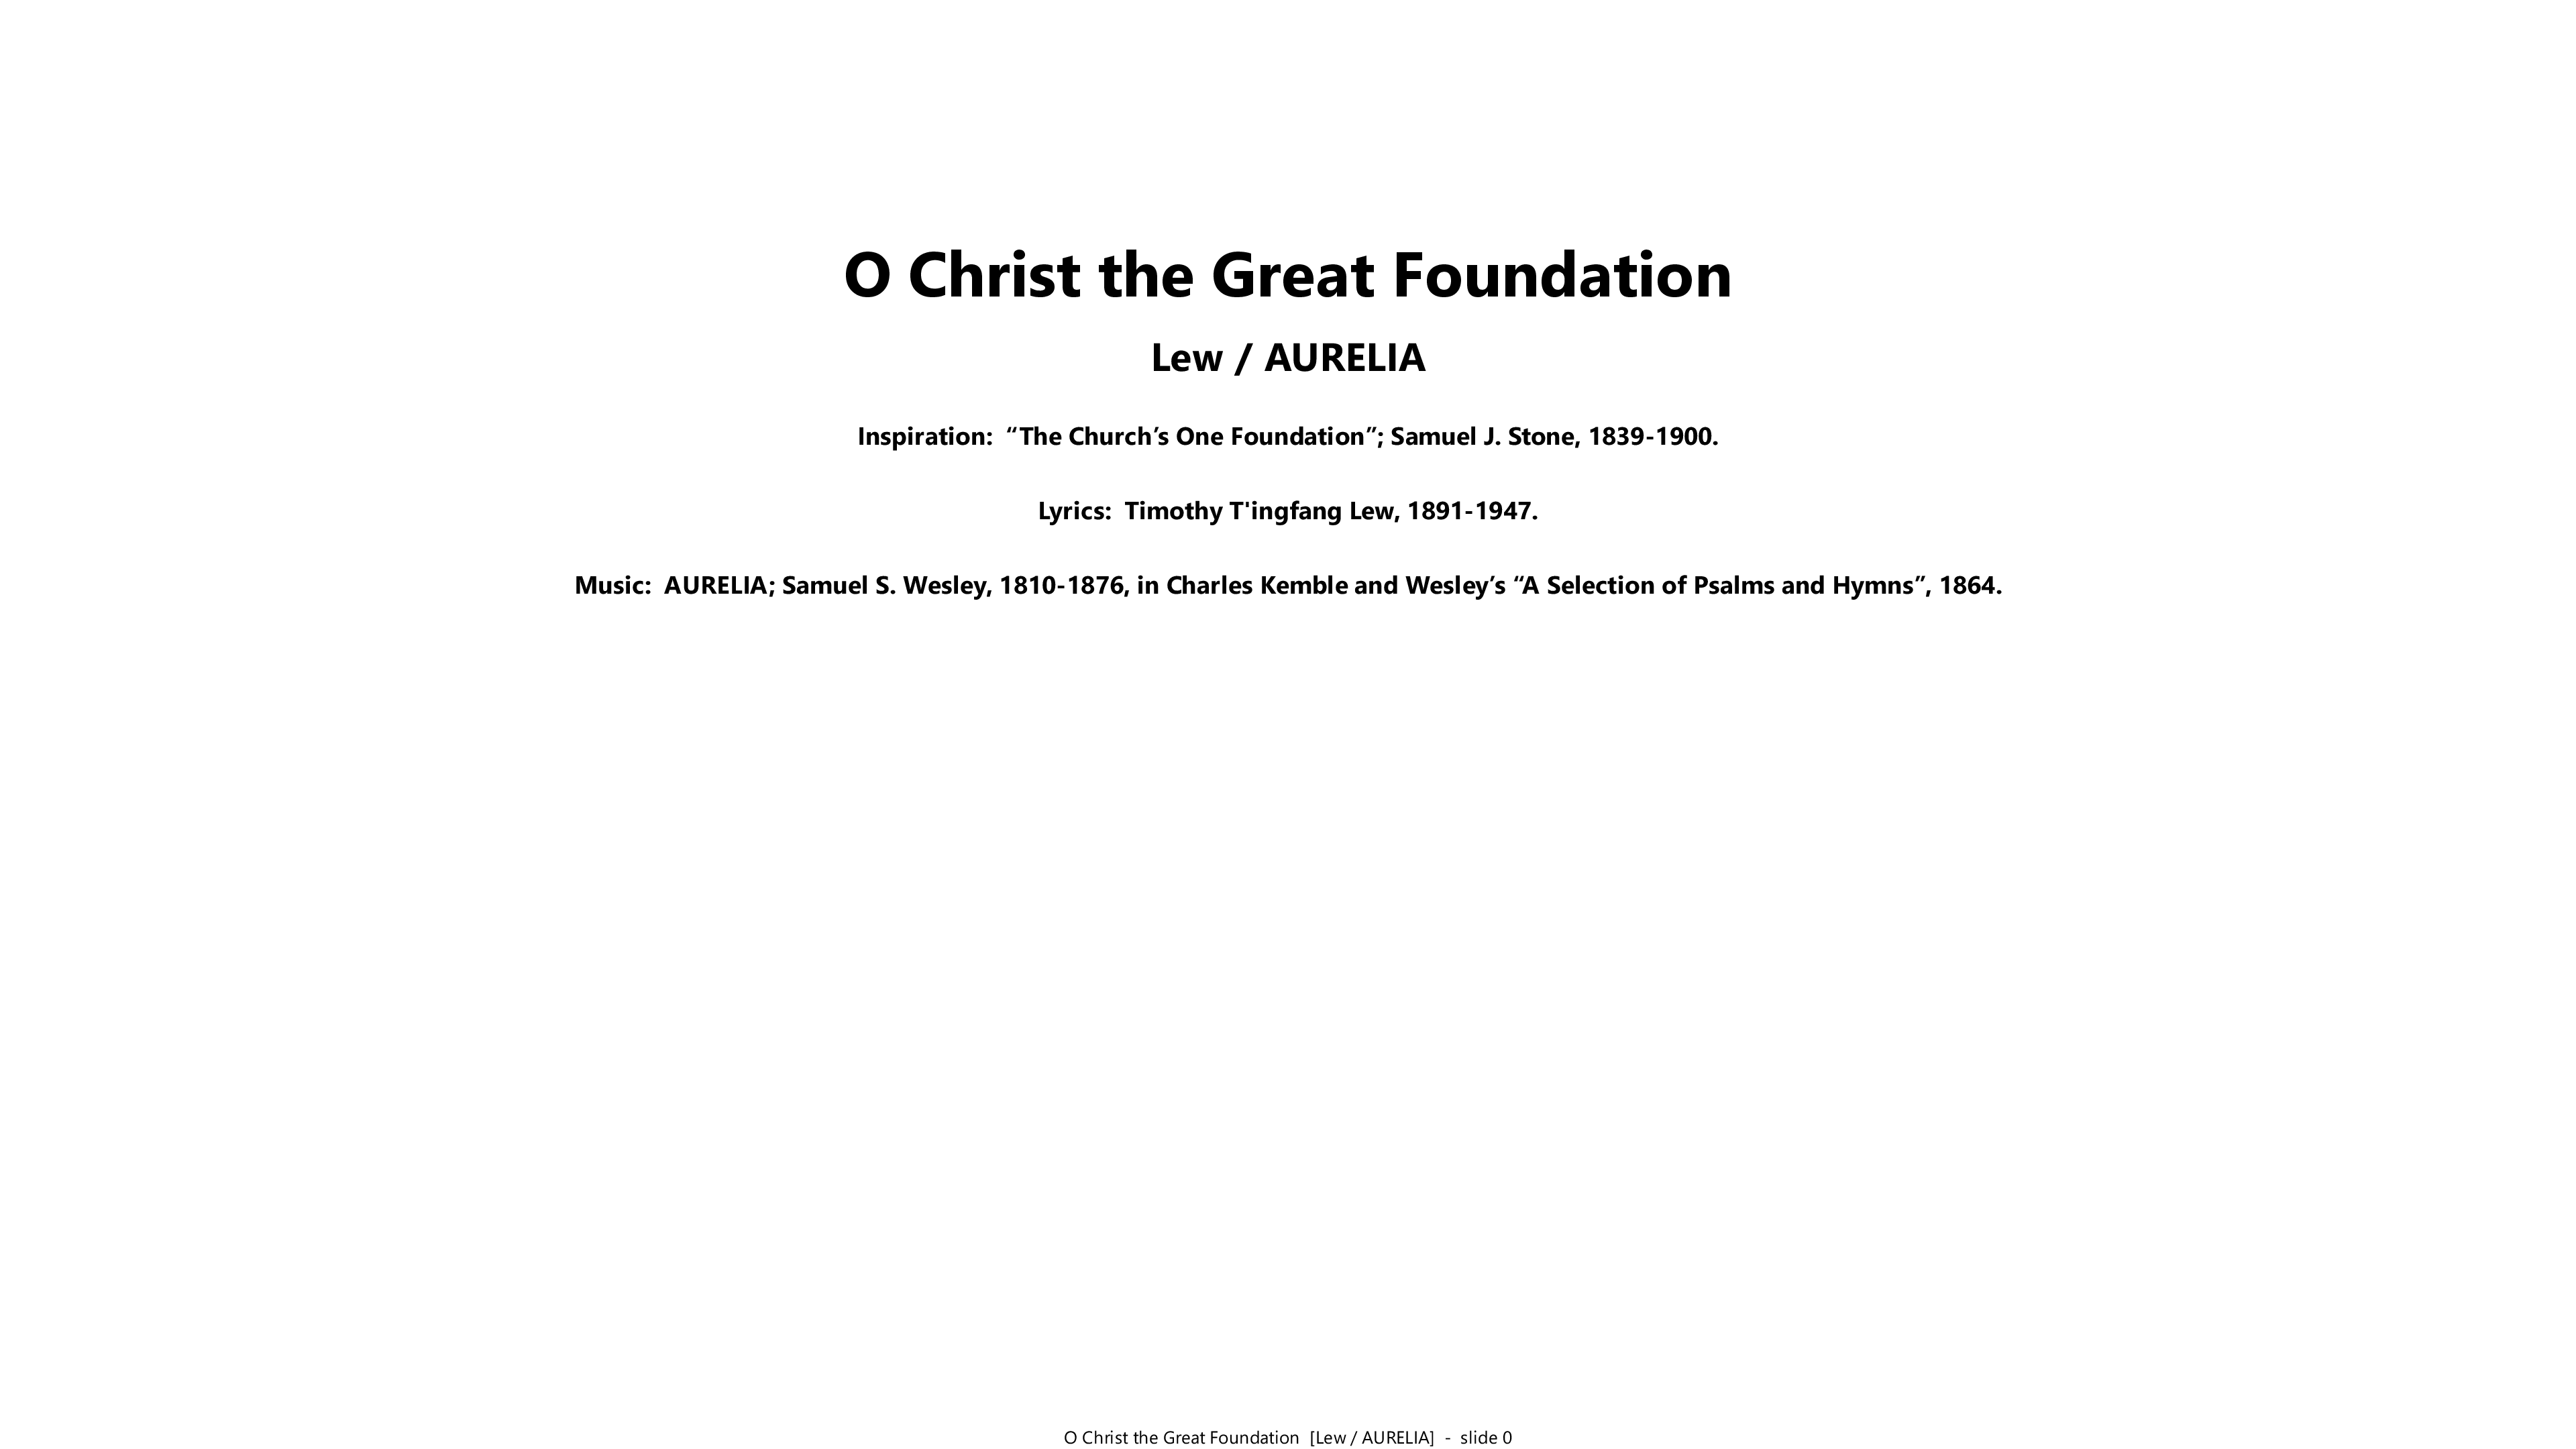 O Christ the Great Foundation
Lew / AURELIA
Inspiration:  “The Church’s One Foundation”; Samuel J. Stone, 1839-1900.
Lyrics:  Timothy T'ingfang Lew, 1891-1947.
Music:  AURELIA; Samuel S. Wesley, 1810-1876, in Charles Kemble and Wesley’s “A Selection of Psalms and Hymns”, 1864.
O Christ the Great Foundation  [Lew / AURELIA]  -  slide 0